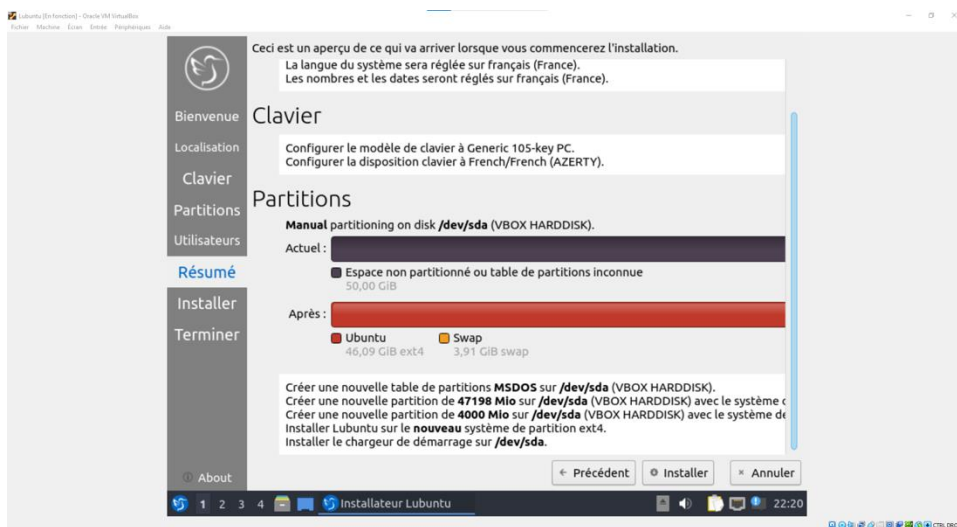 Lubuntu [En fonction] - Oracle VM VirtualBox
Fichier Machine Écran Entrée Périphériques Aide
Ceci est un aperçu de ce qui va arriver lorsque vous commencerez l'installation.
La langue du système sera réglée sur français (France).
Les nombres et les dates seront réglés sur français (France).
Bienvenue
Localisation
Clavier
Partitions
Utilisateurs
Résumé
Installer
Terminer
About
Clavier
Configurer le modèle de clavier à Generic 105-key PC.
Configurer la disposition clavier à French/French (AZERTY).
Partitions
Manual partitioning on disk /dev/sda (VBOX HARDDISK).
Actuel :
Espace non partitionné ou table de partitions inconnue
50,00 GiB
Après :
Ubuntu Swap
46,09 GiB ext4 3,91 GiB swap
Créer une nouvelle table de partitions MSDOS sur /dev/sda (VBOX HARDDISK).
Créer une nouvelle partition de 47198 Mio sur /dev/sda (VBOX HARDDISK) avec le système
Créer une nouvelle partition de 4000 Mio sur /dev/sda (VBOX HARDDISK) avec le système de
Installer Lubuntu sur le nouveau système de partition ext4.
Installer le chargeur de démarrage sur /dev/sda.
Précédent Installer Annuler
1 2 3 4 Installateur Lubuntu 22:20